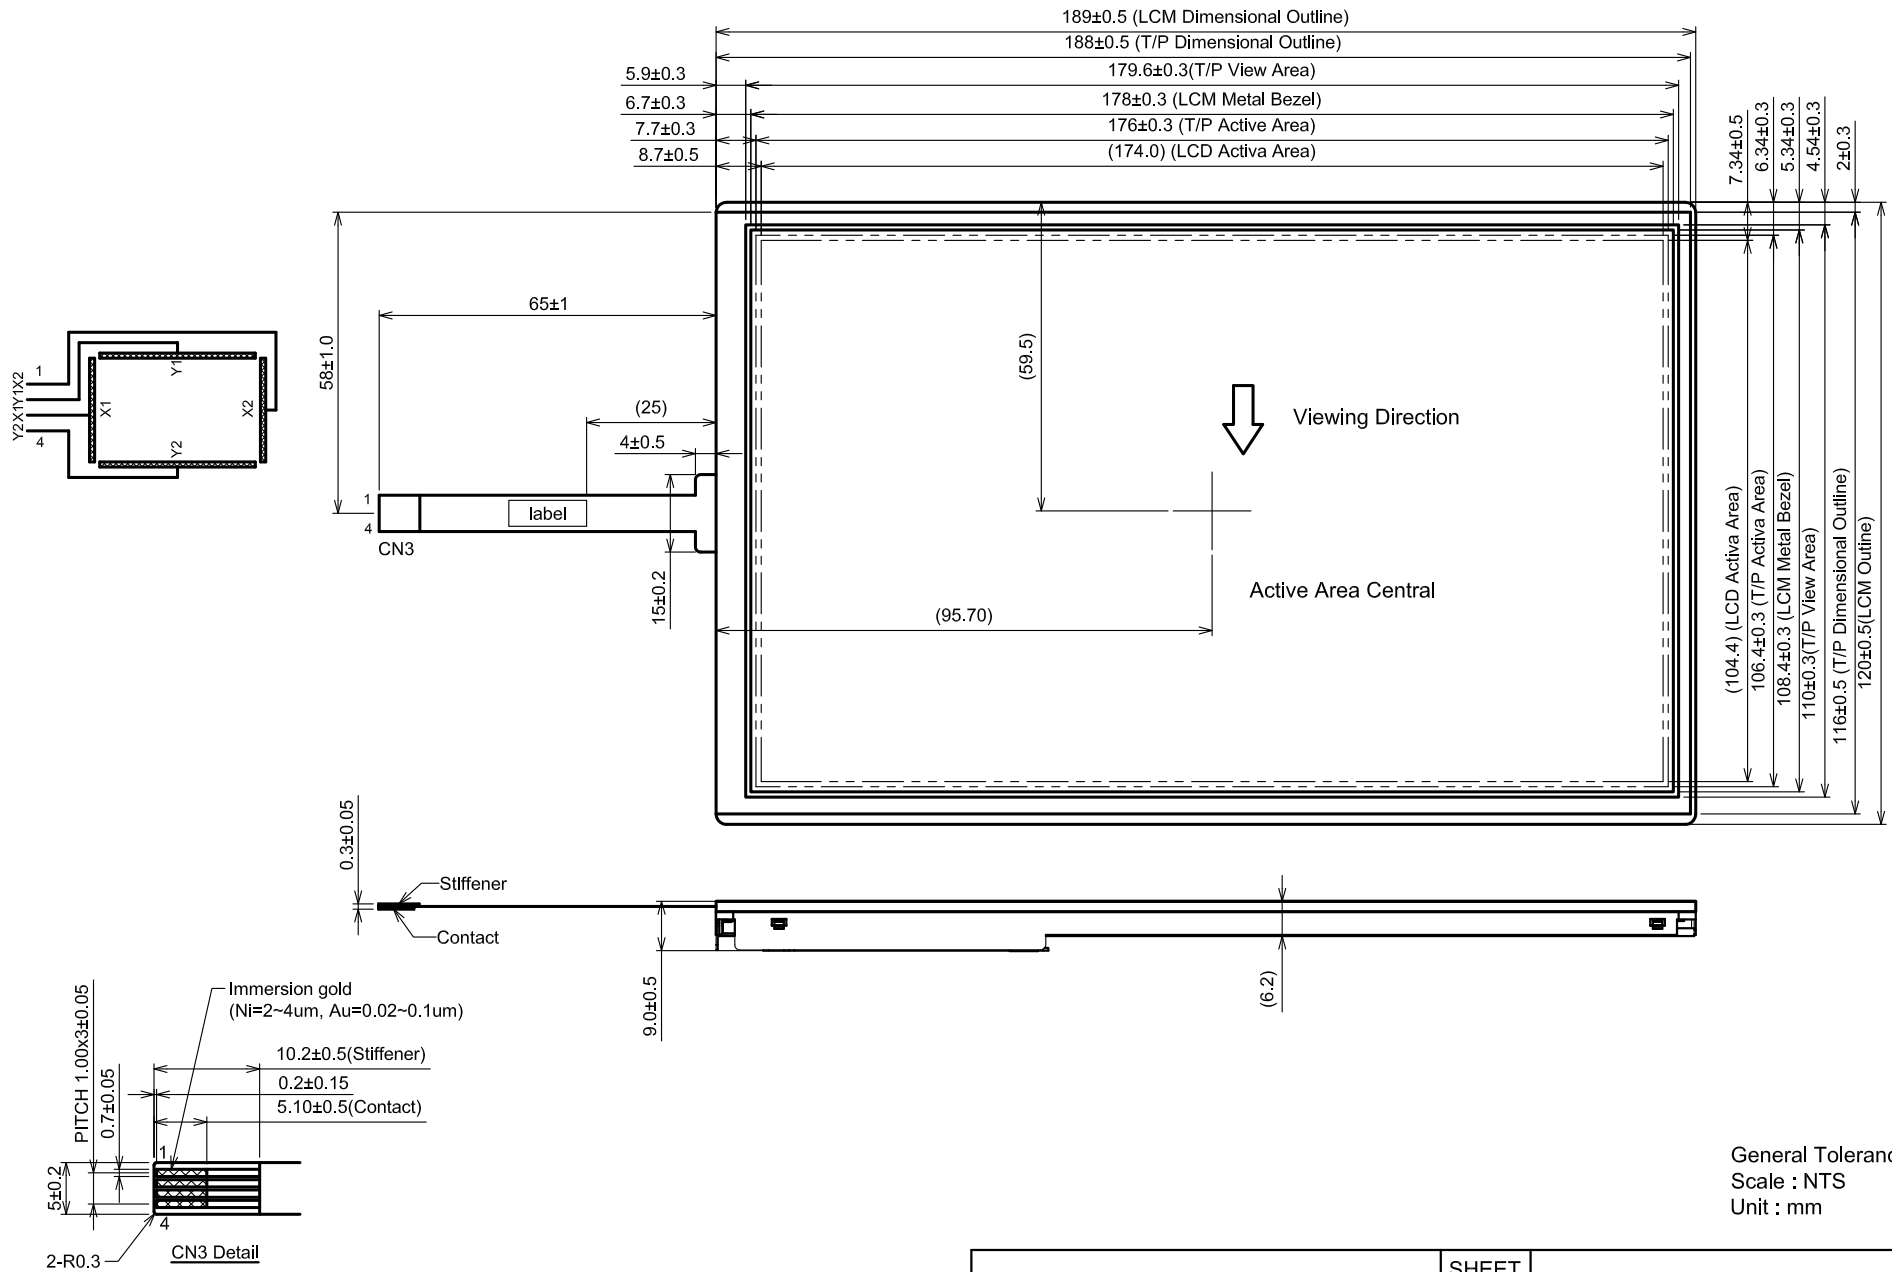 189±0.5 (LCM Dimensional Outline)
188±0.5 (T/P Dimensional Outline)
5.9±0.3
179.6±0.3(T/P View Area)
6.7±0.3
178±0.3 (LCM Metal Bezel)
7.7±0.3
176±0.3 (T/P Active Area)
8.7±0.5
(174.0) (LCD Activa Area)
7.34±0.5
6.34±0.3
5.34±0.3
4.54±0.3
2±0.3
65±1
58±1.0
(59.5)
1
Y2X1Y1X2
4
Y1
X1
X2
Y2
(25)
4±0.5
Viewing Direction
1
4
label
CN3
15±0.2
Active Area Central
(95.70)
(104.4) (LCD Activa Area)
106.4±0.3 (T/P Activa Area)
108.4±0.3 (LCM Metal Bezel)
110±0.3(T/P View Area)
116±0.5 (T/P Dimensional Outline)
120±0.5(LCM Outine)
0.3±0.05
Stiffener
Contact
9.0±0.5
(6.2)
Immersion gold
(Ni=2~4um, Au=0.02~0.1um)
PITCH 1.00x3±0.05
0.7±0.05
10.2±0.5(Stiffener)
0.2±0.15
5.10±0.5(Contact)
1
5±0.2
4
2-R0.3
CN3 Detail
General Toleranc
Scale : NTS
Unit : mm
SHEET